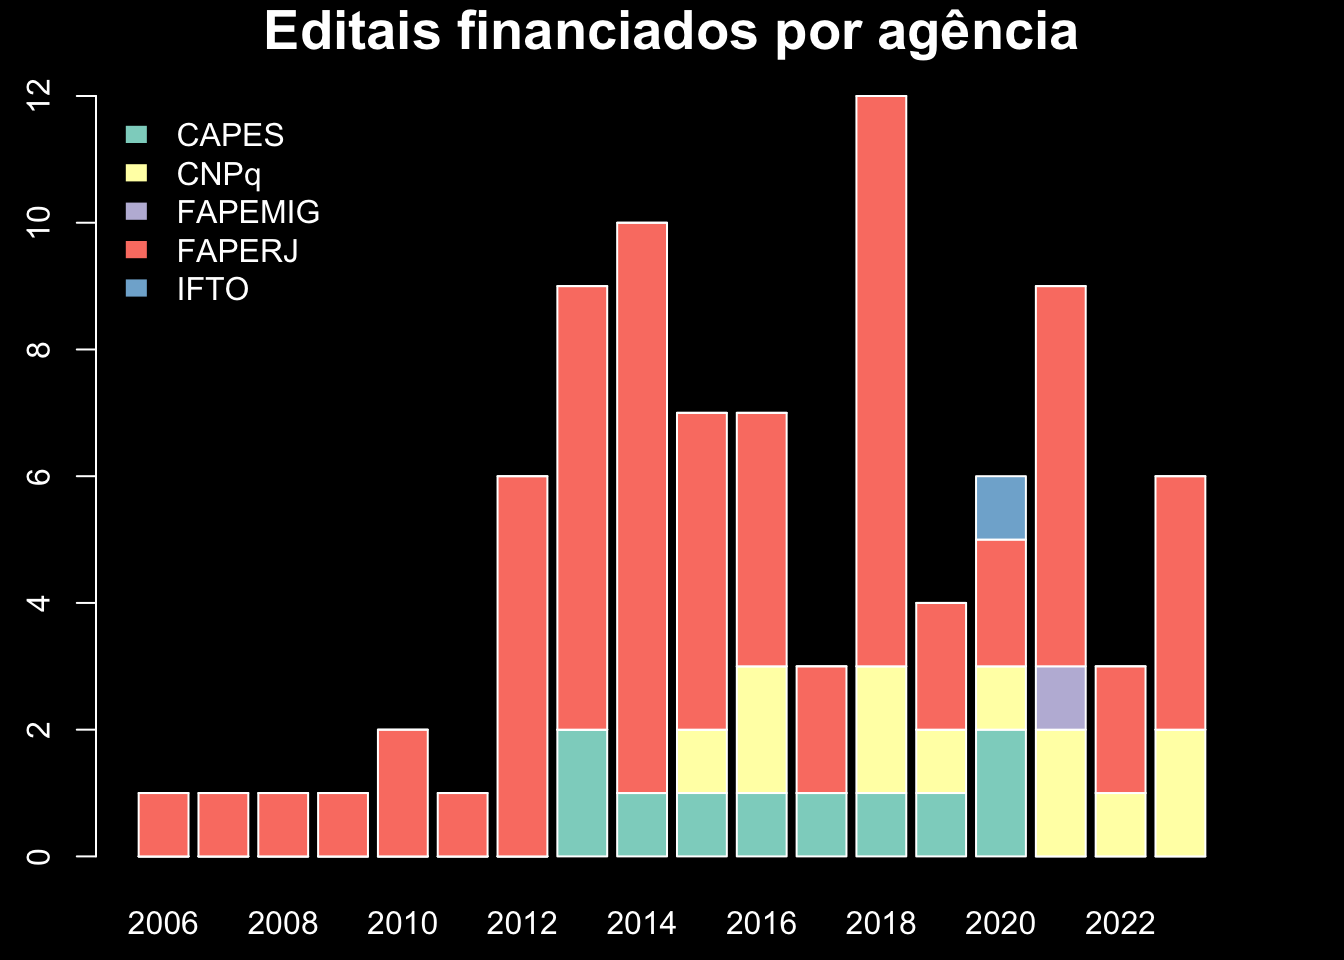 Editais financiados por agência
12
10
8
6
4
2
0
CAPES
CNPq
FAPEMIG
FAPERJ
IFTO
2006 2008 2010 2012 2014 2016 2018 2020 2022